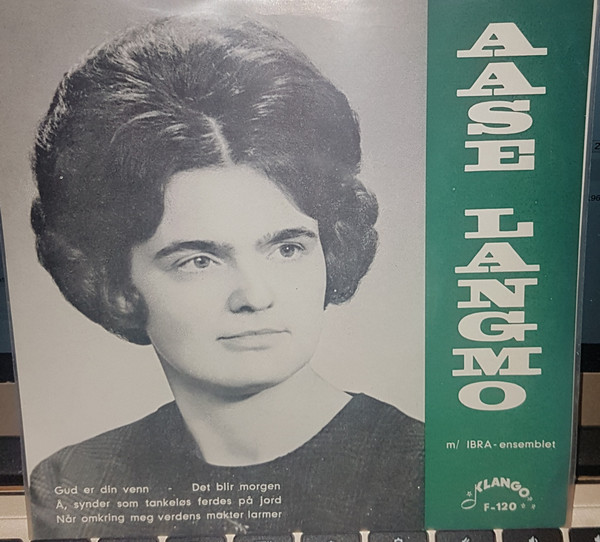 AASE
LANGMO
m/ IBRA-ensemblet
KLANGO
F-120
Gud er din venn - Det blir morgen
Å, synder som tankeløs ferdes på jord
Når omkring meg verdens makter larmer